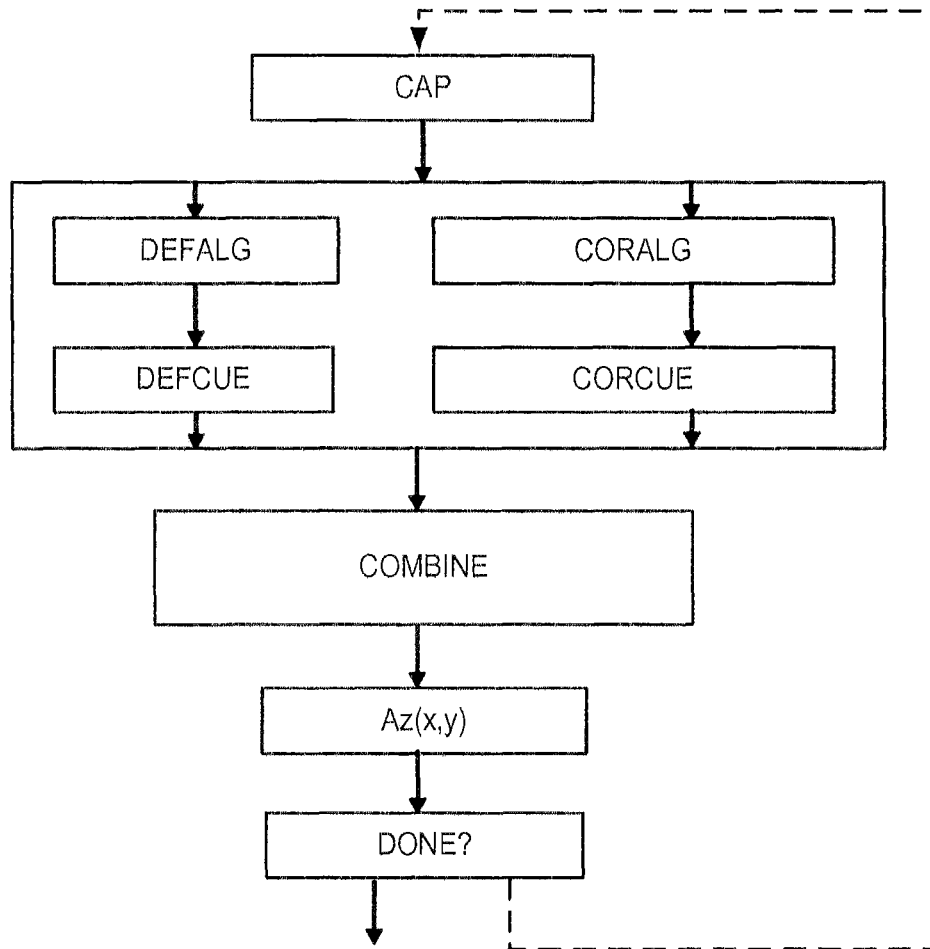 CAP
DEFALG
CORALG
DEFCUE
CORCUE
COMBINE
Az(x,y)
DONE?